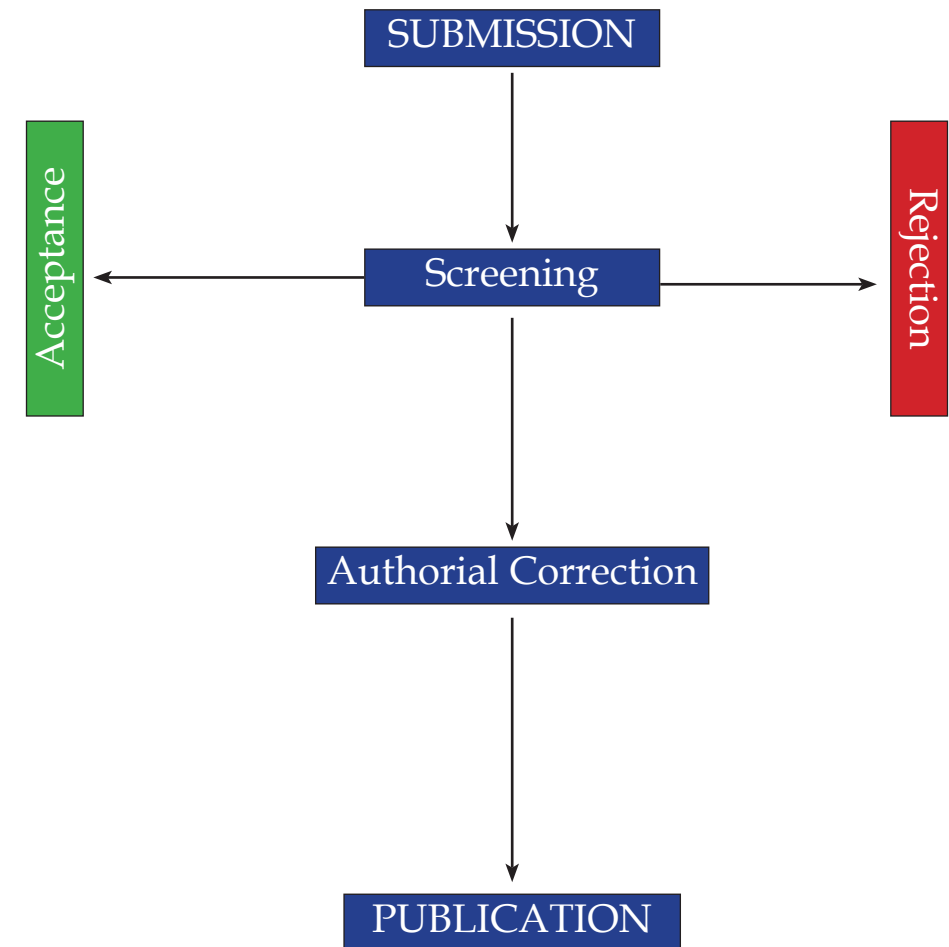 SUBMISSION
Acceptance
Screening
Rejection
Authorial Correction
PUBLICATION